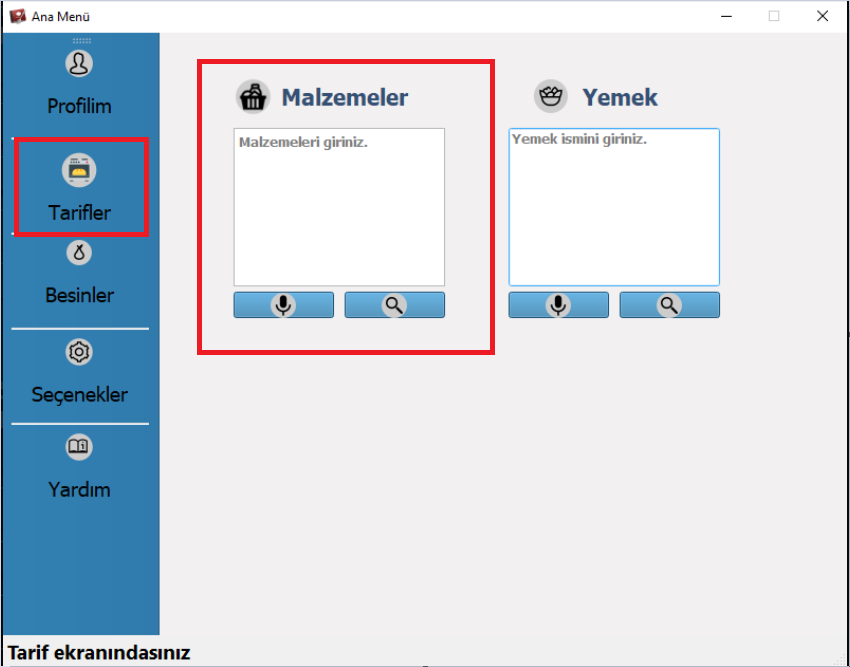 Ana Menü
Profilim
Tarifler
Besinler
Seçenekler
Yardım
Malzemeler
Malzemeleri giriniz.
Yemek
Yemek ismini giriniz.
Tarif ekranındasınız